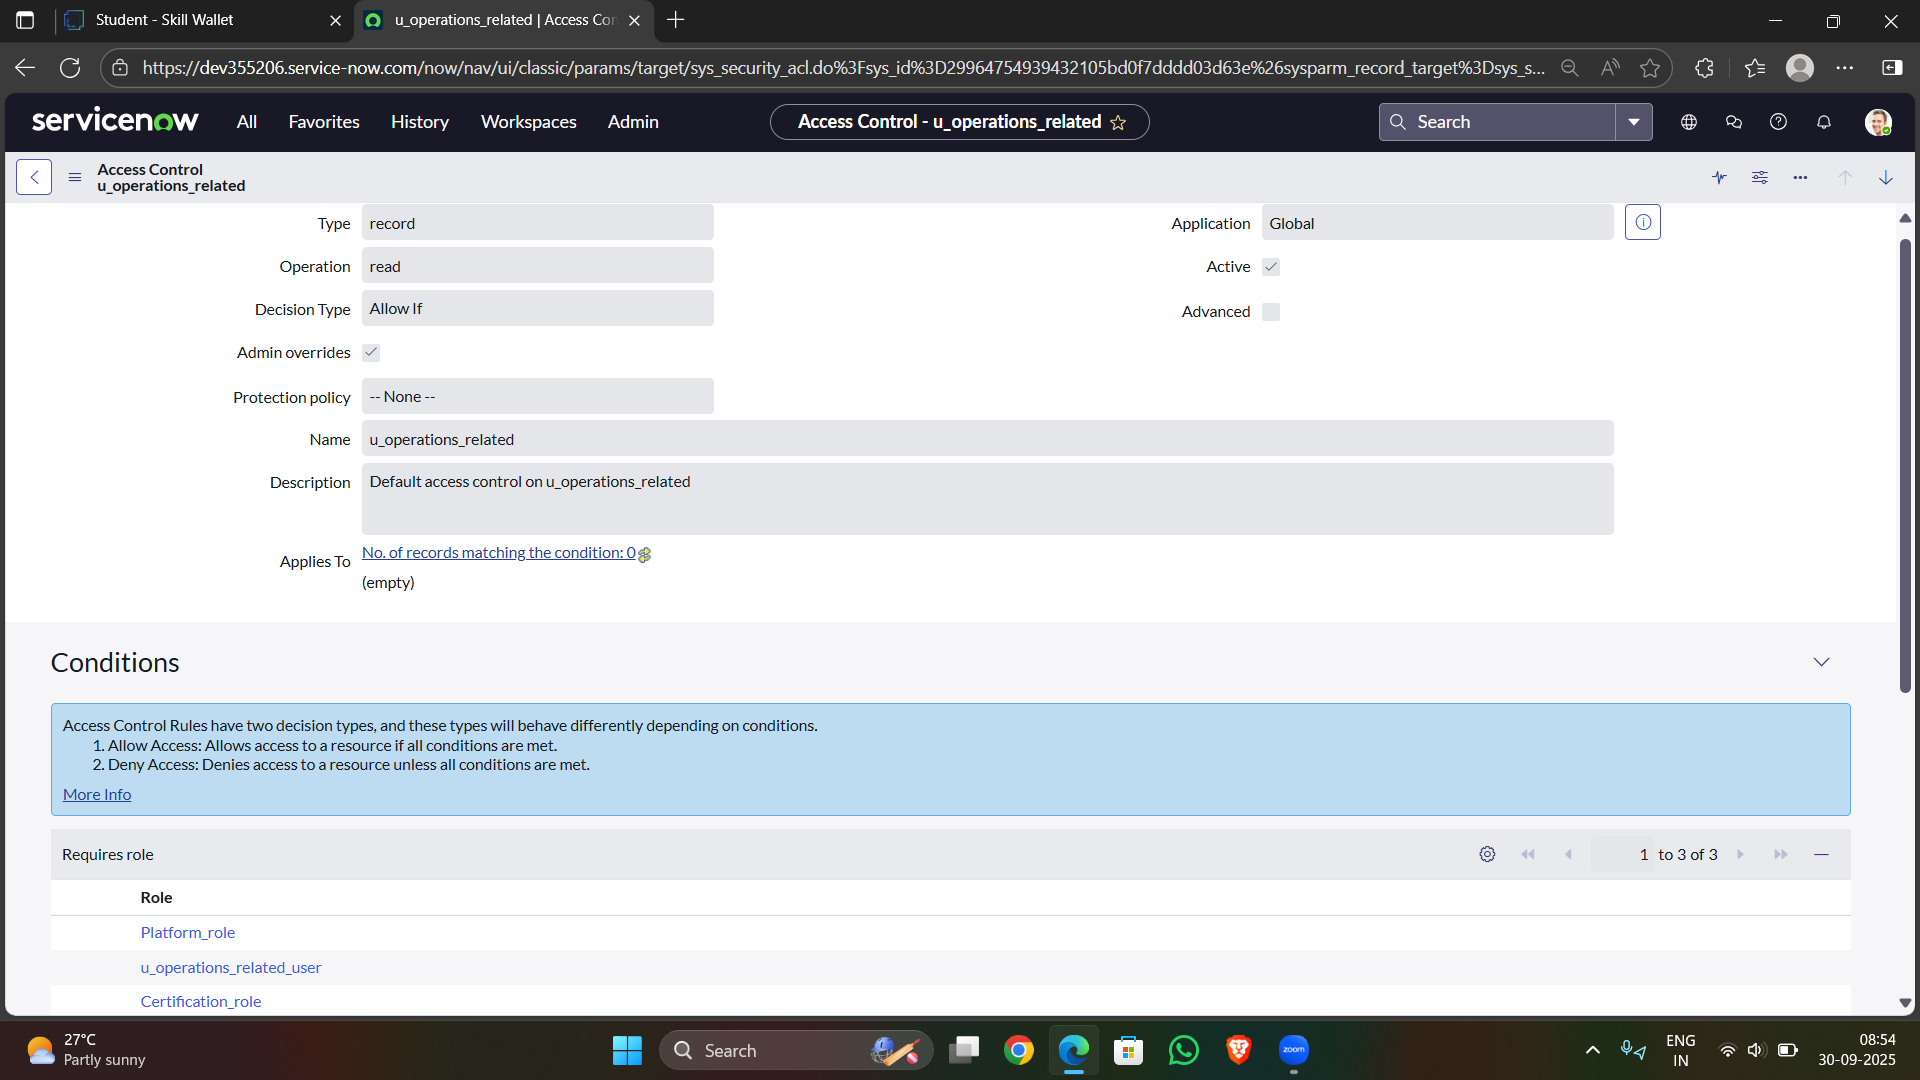 Student - Skill Wallet
u_operations_related | Access Con
https://dev355206.service-now.com/now/nav/ui/classic/params/target/sys_security_acl.do%3Fsys_id%3D29964754939432105bd0f7dddd03d63e%26sysparm_record_target%3Dsys_s...
servicenow
All
Favorites
History
Workspaces
Admin
Access Control - u_operations_related
Search
Access Control
u_operations_related
Type
record
Application
Global
Operation
read
Active
Decision Type
Allow If
Advanced
Admin overrides
Protection policy
-- None --
Name
u_operations_related
Description
Default access control on u_operations_related
Applies To
No. of records matching the condition: 0
(empty)
Conditions
Access Control Rules have two decision types, and these types will behave differently depending on conditions.
1. Allow Access: Allows access to a resource if all conditions are met.
2. Deny Access: Denies access to a resource unless all conditions are met.
More Info
Requires role
1 to 3 of 3
Role
Platform_role
u_operations_related_user
Certification_role
27°C
Partly sunny
Search
zoom
ENG
IN
08:54
30-09-2025